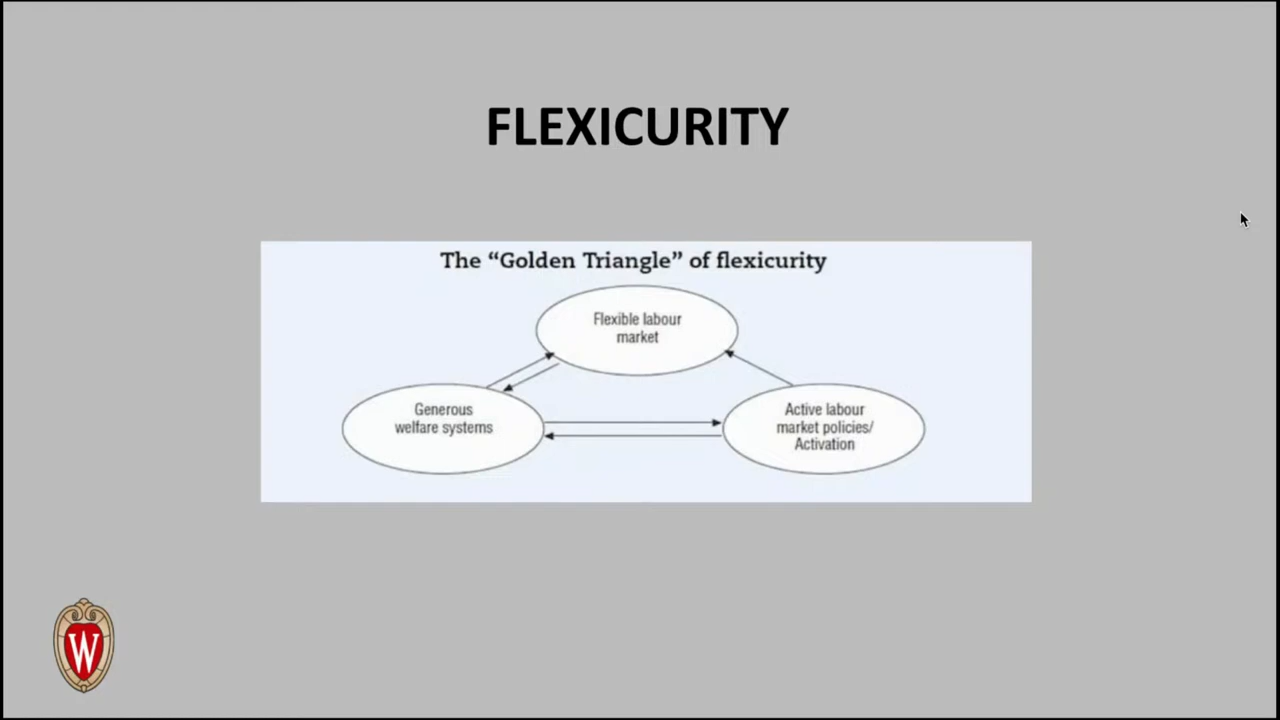 FLEXICURITY
The “Golden Triangle” of flexicurity
Flexible labour
market
Generous
welfare systems
Active labour
market policies/
Activation
W